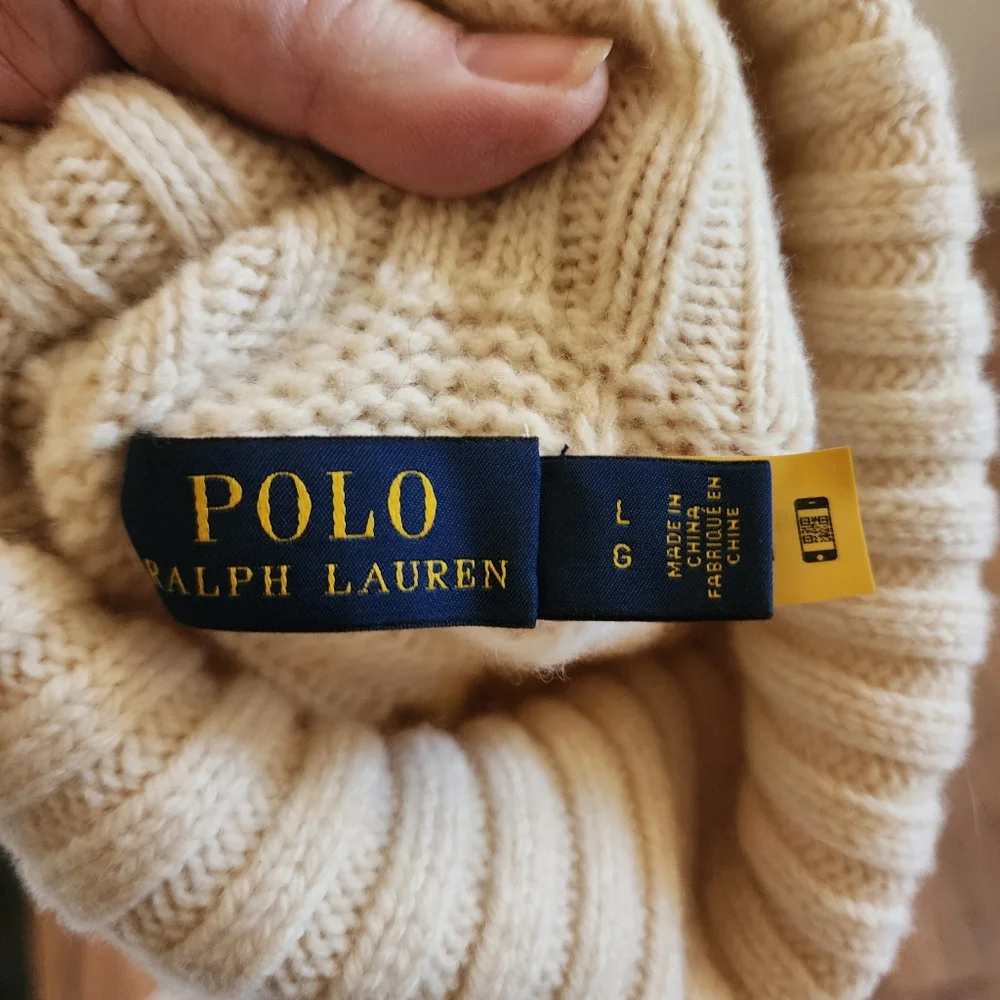 POLO
RALPH LAUREN
L
G
MADE IN
CHINA
FABRIQUÉ EN
CHINE